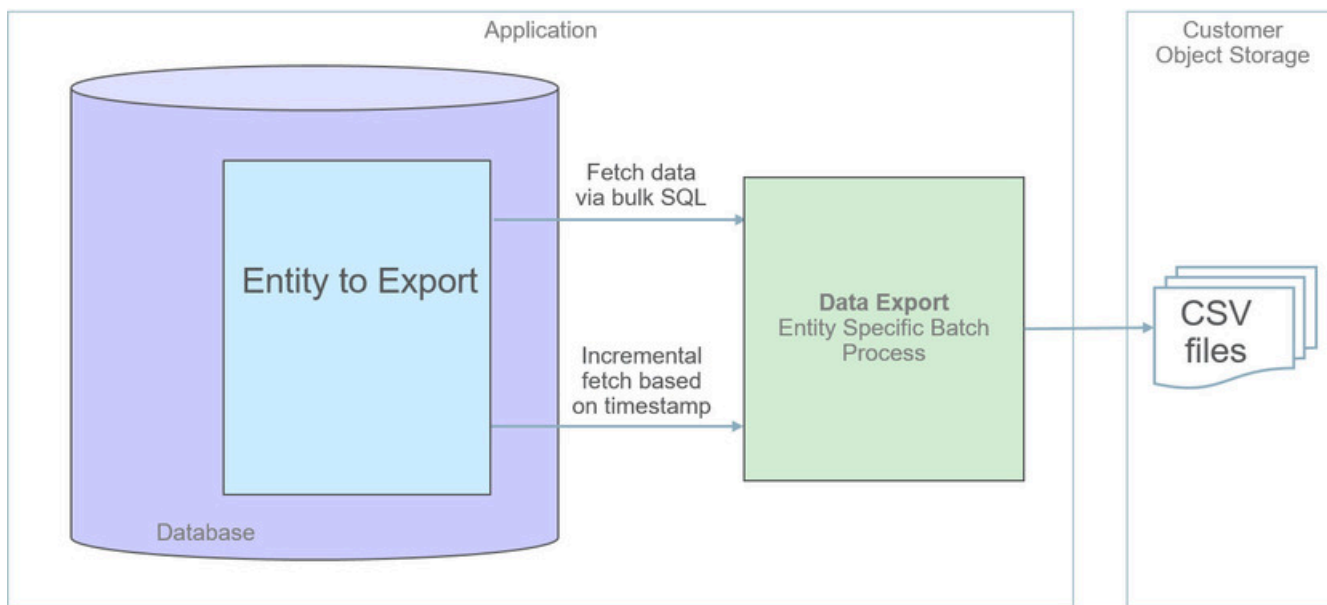 Application
Customer
Object Storage
Fetch data
via bulk SQL
Entity to Export
Data Export
Entity Specific Batch
Process
CSV
files
Incremental
fetch based
on timestamp
Database